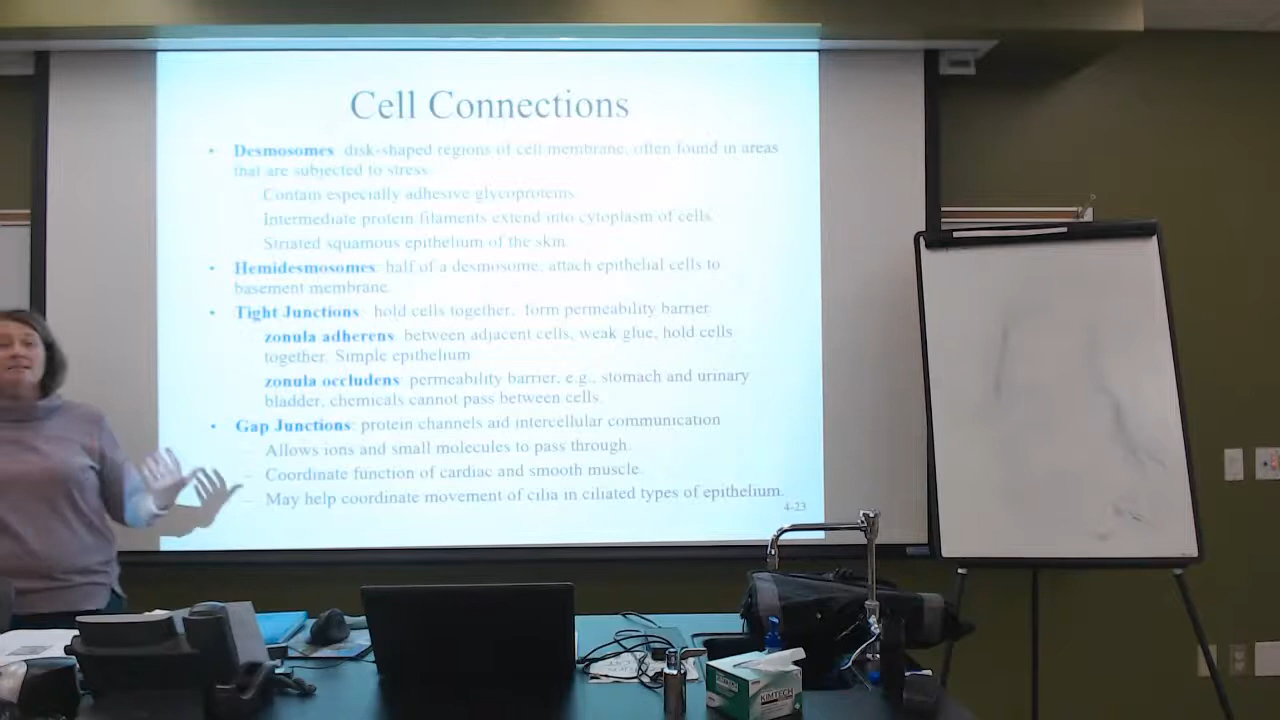 Cell Connections
• Desmosomes: disk-shaped regions of cell membrane, often found in areas
that are subjected to stress.
Contain especially adhesive glycoproteins.
Intermediate protein filaments extend into cytoplasm of cells.
Striated squamous epithelium of the skin.
• Hemidesmosomes: half of a desmosome, attach epithelial cells to
basement membrane.
• Tight Junctions: hold cells together, form permeability barrier
zonula adherens: between adjacent cells, weak glue, hold cells
together. Simple epithelium
zonula occludens: permeability barrier, e.g., stomach and urinary
bladder, chemicals cannot pass between cells.
• Gap Junctions: protein channels aid intercellular communication
– Allows ions and small molecules to pass through.
– Coordinate function of cardiac and smooth muscle.
– May help coordinate movement of cilia in ciliated types of epithelium.
4-23
KIMTECH